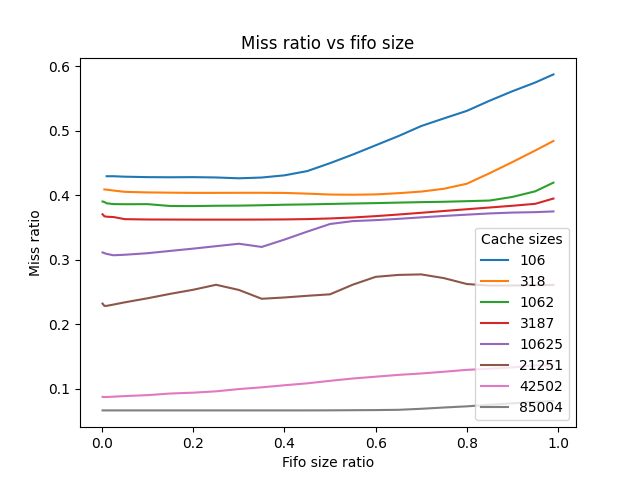 Miss ratio vs fifo size
0.6
0.5
0.4
0.3
0.2
0.1
Miss ratio
Cache sizes
106
318
1062
3187
10625
21251
42502
85004
0.0 0.2 0.4 0.6 0.8 1.0
Fifo size ratio